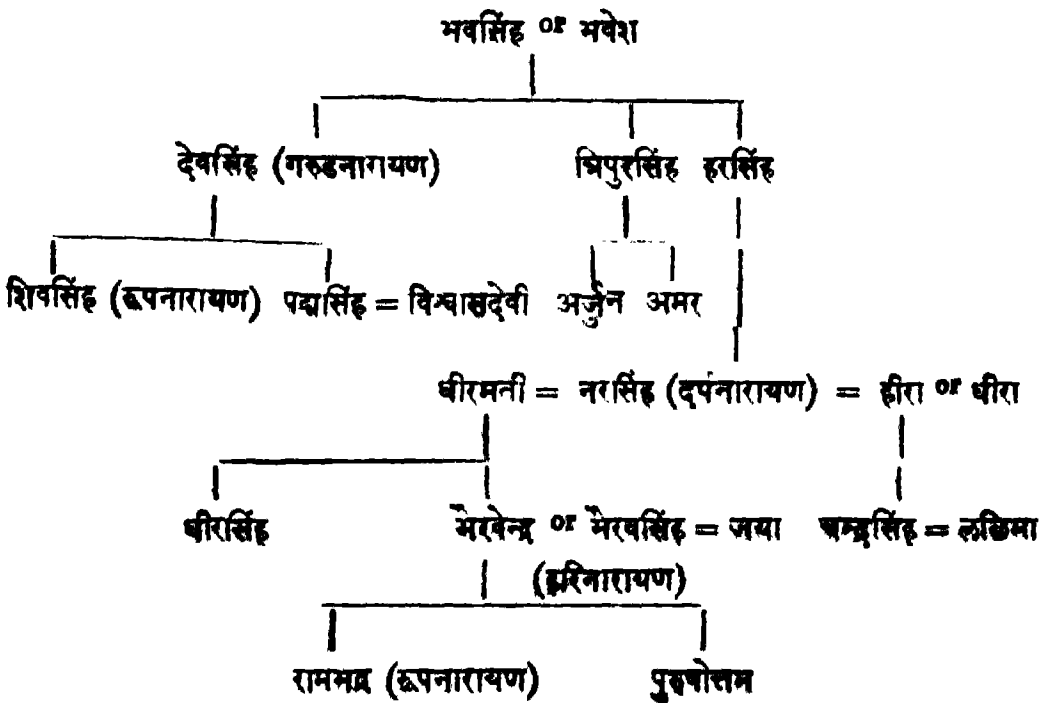 भवसिंह or भवेश
देवसिंह (गरुडनारायण) त्रिपुरसिंह हरसिंह
शिवसिंह (रूपनारायण) पद्मसिंह = विश्वासदेवी अर्जुन अमर
धीरमती = नरसिंह (दर्पनारायण) = हीरा or धीरा
धीरसिंह भैरवेन्द्र or भैरवसिंह = जया चन्द्रसिंह = लछिमा
(हरिनारायण)
रामभद्र (रूपनारायण) पुरुषोत्तम